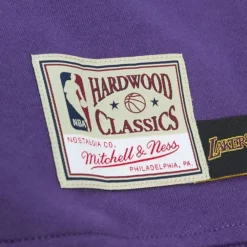 HARDWOOD
NBA
CLASSICS
NOSTALGIA CO.
Mitchell & Ness
PHILADELPHIA, PA.
LAKERS